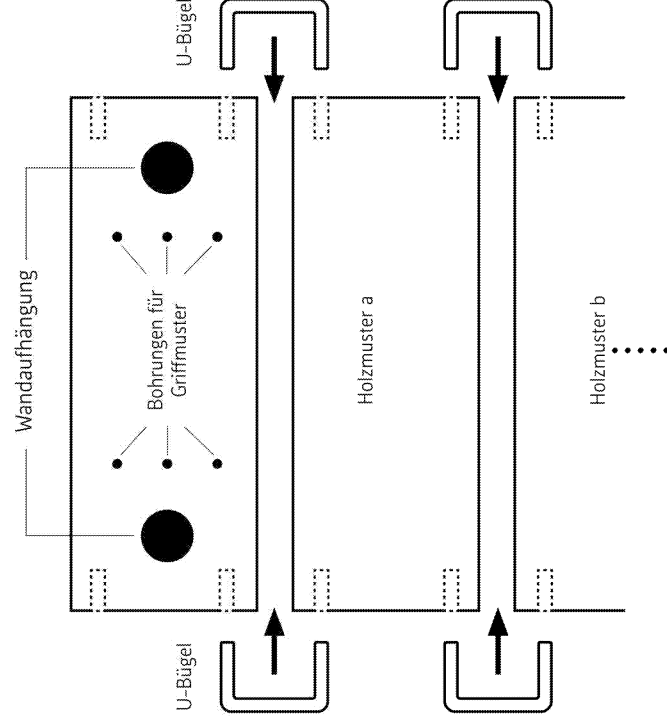 Wandaufhängung
U-Bügel
U-Bügel
Bohrungen für
Griffmuster
Holzmuster a
Holzmuster b